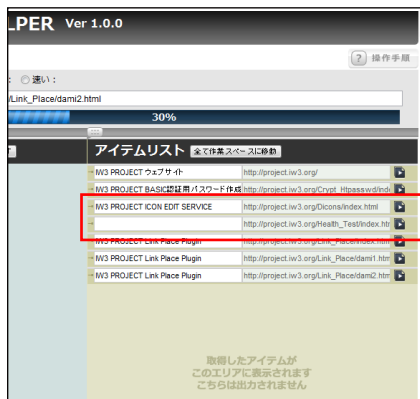 LPER Ver 1.0.0
? 操作手順
： 速い：
/Link_Place/dami2.html
30%
アイテムリスト 全て作業スペースに移動
IW3 PROJECT ウェブサイト http://project.iw3.org/
IW3 PROJECT BASIC認証用パスワード作成 http://project.iw3.org/Crypt_Htpasswd/ind
IW3 PROJECT ICON EDIT SERVICE http://project.iw3.org/Dicons/index.html
http://project.iw3.org/Health_Test/index.htm
IW3 PROJECT Link Place Plugin http://project.iw3.org/Link_Place/index.htm
IW3 PROJECT Link Place Plugin http://project.iw3.org/Link_Place/dami1.htm
IW3 PROJECT Link Place Plugin http://project.iw3.org/Link_Place/dami2.htm
取得したアイテムが
このエリアに表示されます
こちらは出力されません